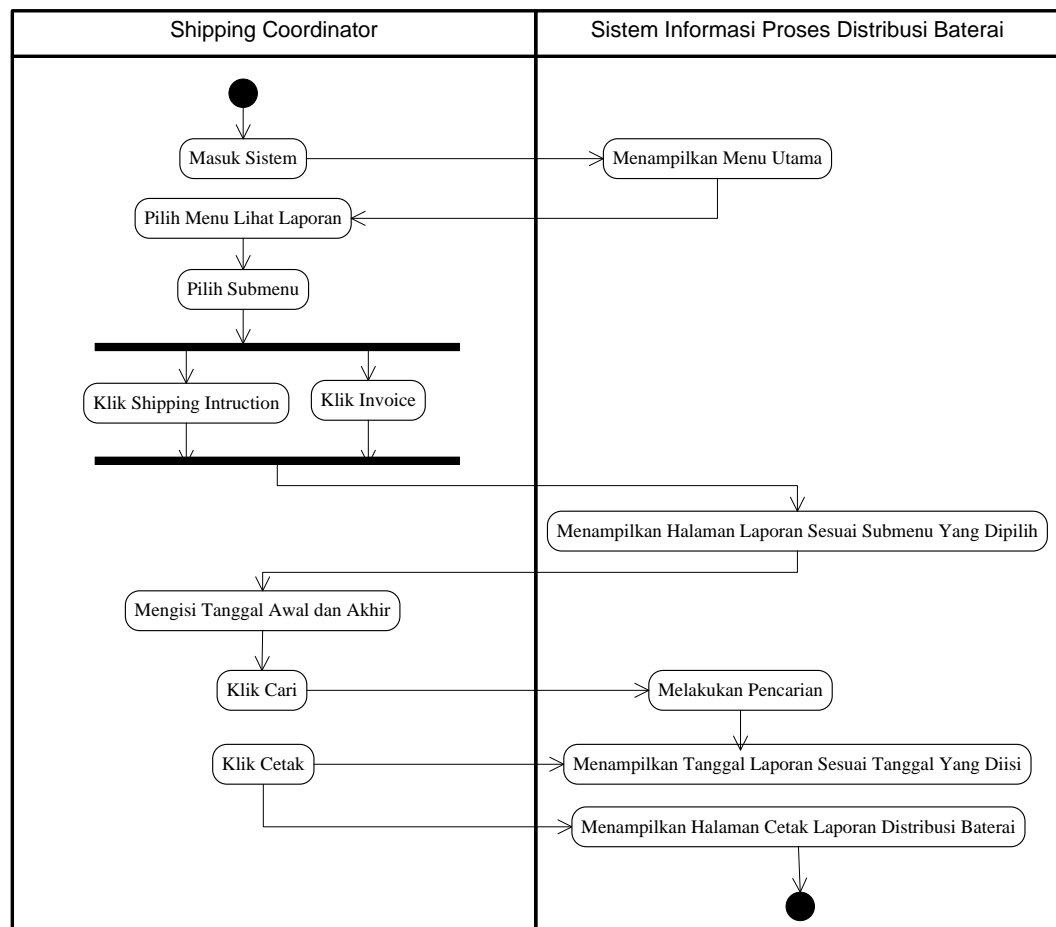 Shipping Coordinator
Sistem Informasi Proses Distribusi Baterai
Masuk Sistem
Menampilkan Menu Utama
Pilih Menu Lihat Laporan
Pilih Submenu
Klik Shipping Intruction
Klik Invoice
Menampilkan Halaman Laporan Sesuai Submenu Yang Dipilih
Mengisi Tanggal Awal dan Akhir
Klik Cari
Melakukan Pencarian
Klik Cetak
Menampilkan Tanggal Laporan Sesuai Tanggal Yang Diisi
Menampilkan Halaman Cetak Laporan Distribusi Baterai